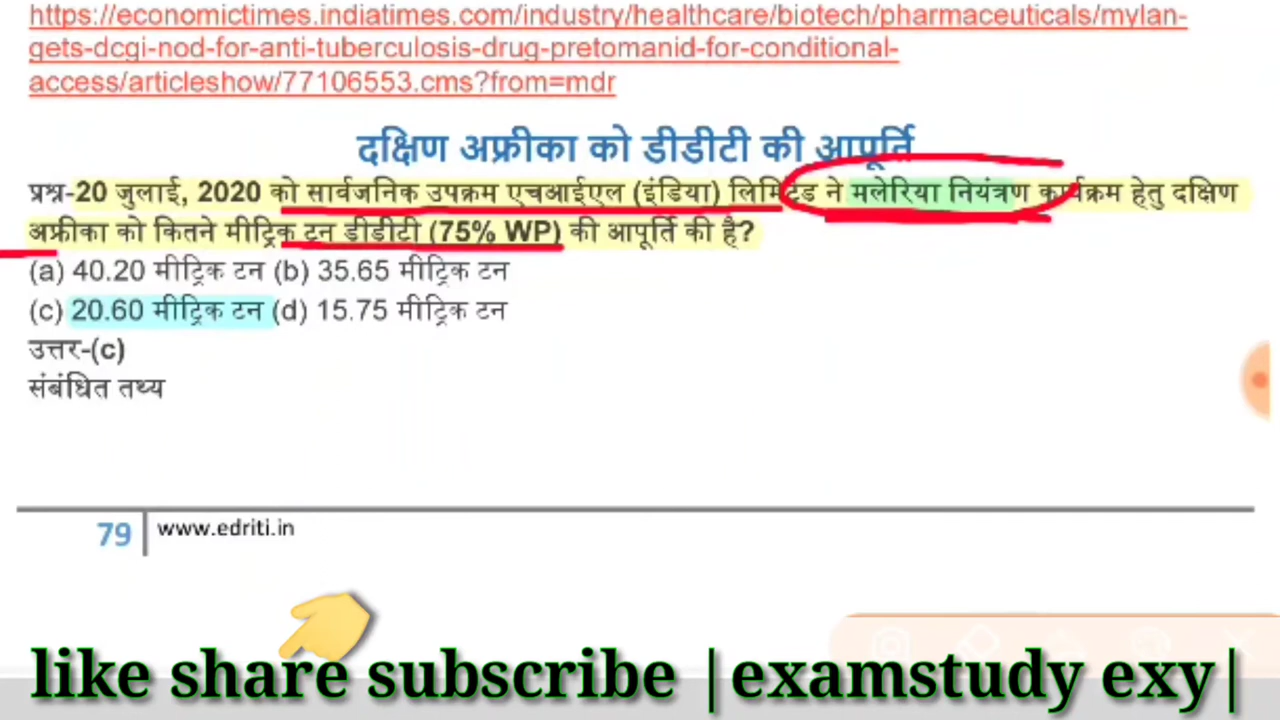 https://economictimes.indiatimes.com/industry/healthcare/biotech/pharmaceuticals/mylan-
gets-dcgi-nod-for-anti-tuberculosis-drug-pretomanid-for-conditional-
access/articleshow/77106553.cms?from=mdr
दक्षिण अफ्रीका को डीडीटी की आपूर्ति
प्रश्न-20 जुलाई, 2020 को सार्वजनिक उपक्रम एचआईएल (इंडिया) लिमिटेड ने मलेरिया नियंत्रण कार्यक्रम हेतु दक्षिण
अफ्रीका को कितने मीट्रिक टन डीडीटी (75% WP) की आपूर्ति की है?
(a) 40.20 मीट्रिक टन (b) 35.65 मीट्रिक टन
(c) 20.60 मीट्रिक टन (d) 15.75 मीट्रिक टन
उत्तर-(c)
संबंधित तथ्य
79 www.edriti.in
like share subscribe |examstudy exy|